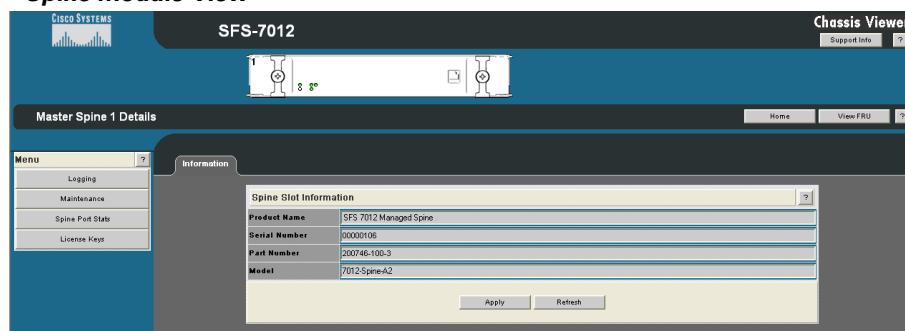 Spine Module View
CISCO SYSTEMS
SFS-7012
Chassis Viewer
Support Info ?
1
Master Spine 1 Details
Home View FRU ?
Menu ?
Logging
Maintenance
Spine Port Stats
License Keys
Information
Spine Slot Information ?
Product Name SFS 7012 Managed Spine
Serial Number 00000106
Part Number 200746-100-3
Model 7012-Spine-A2
Apply Refresh